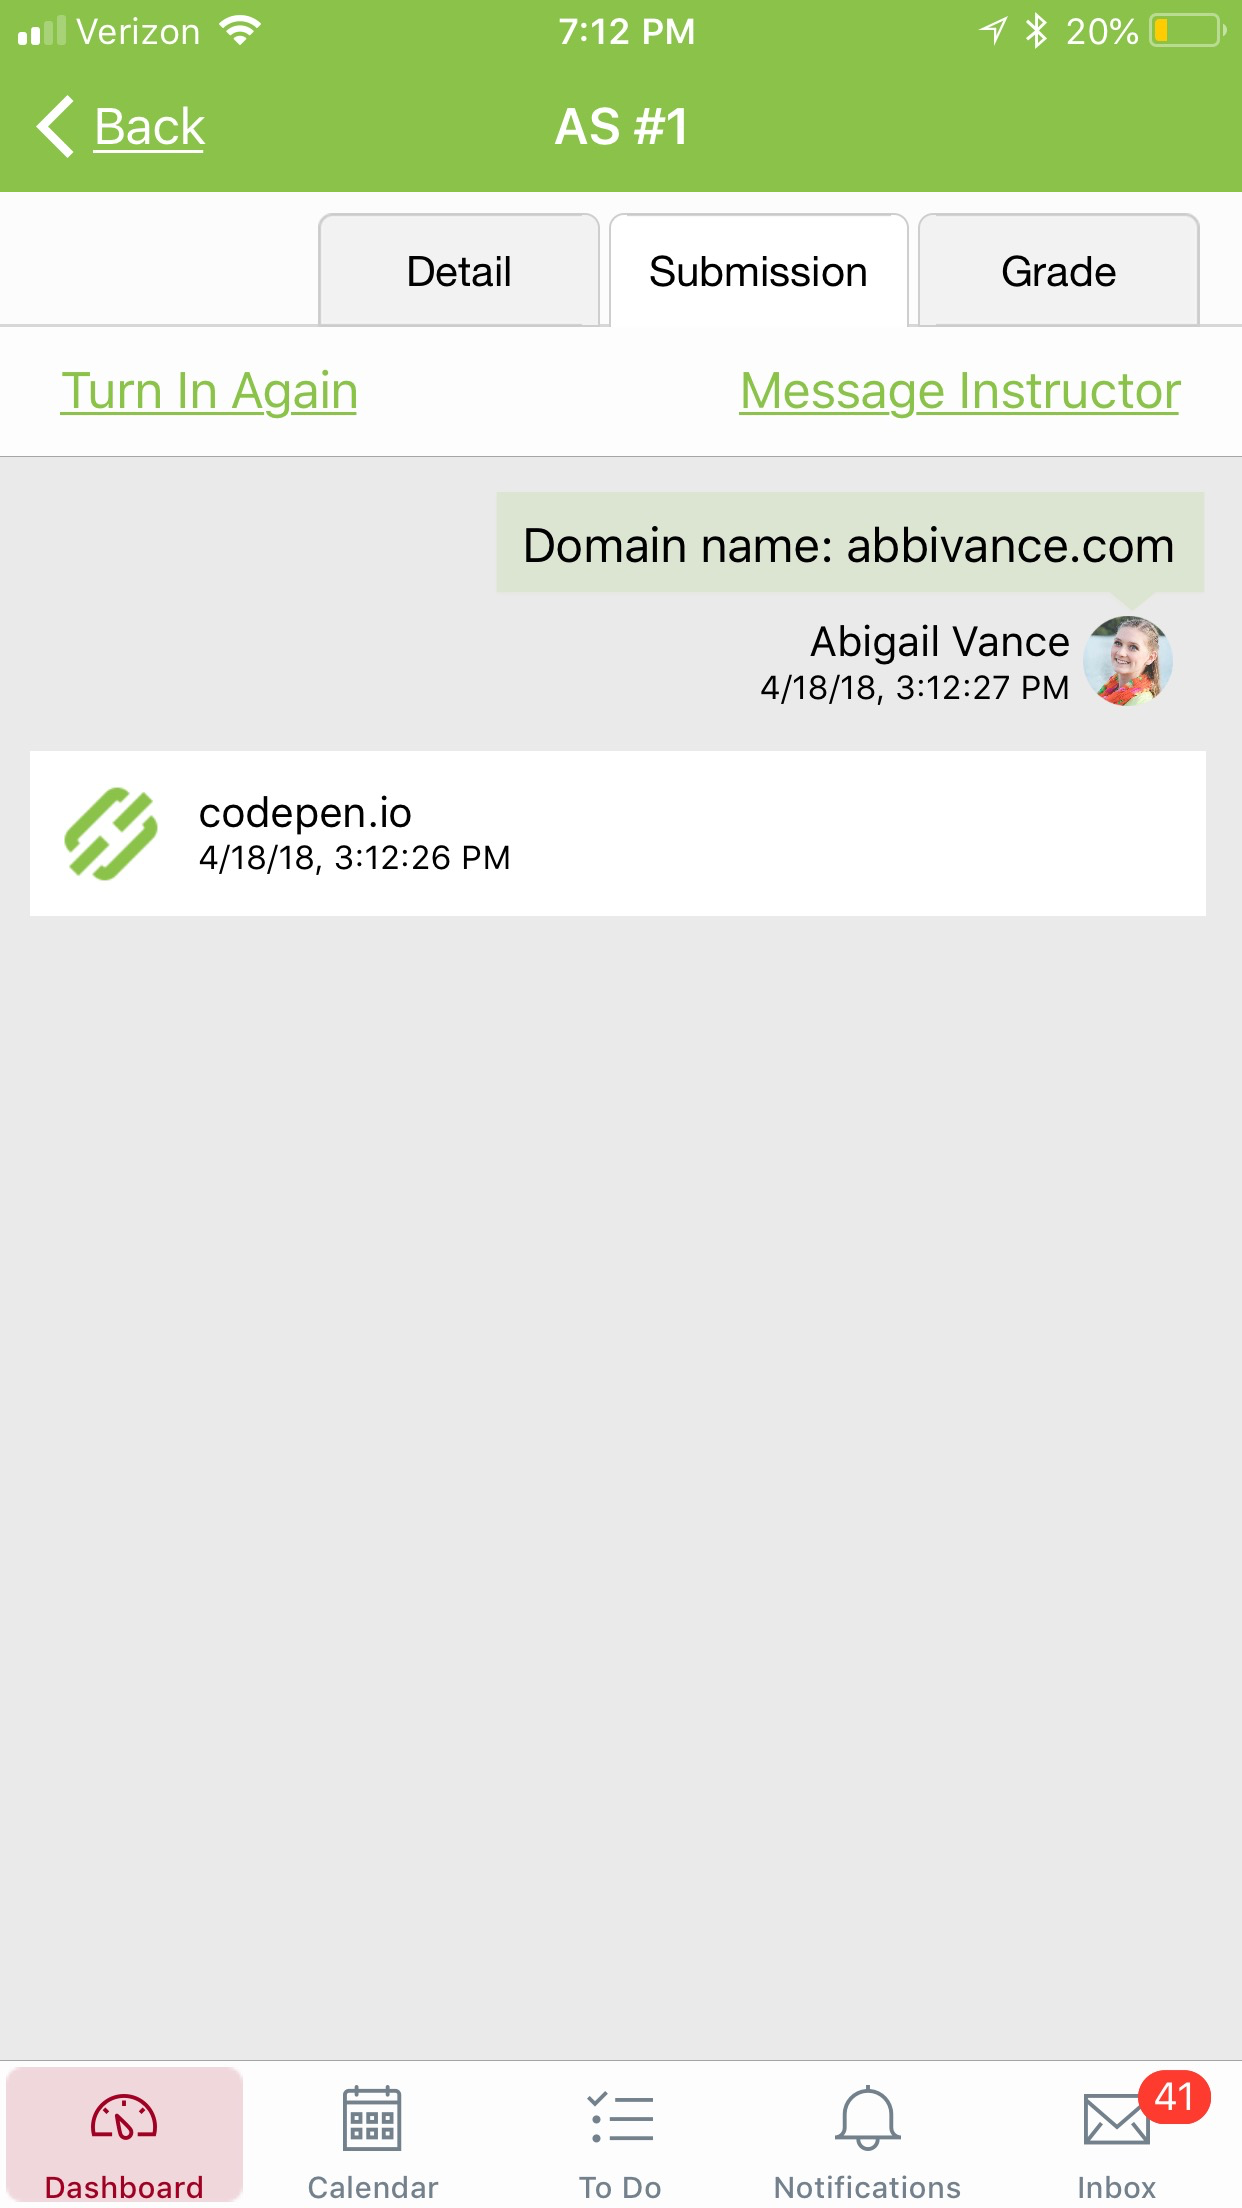 Verizon 7:12 PM 20%
Back AS #1
Detail Submission Grade
Turn In Again Message Instructor
Domain name: abbivance.com
Abigail Vance
4/18/18, 3:12:27 PM
codepen.io
4/18/18, 3:12:26 PM
41
Dashboard Calendar To Do Notifications Inbox